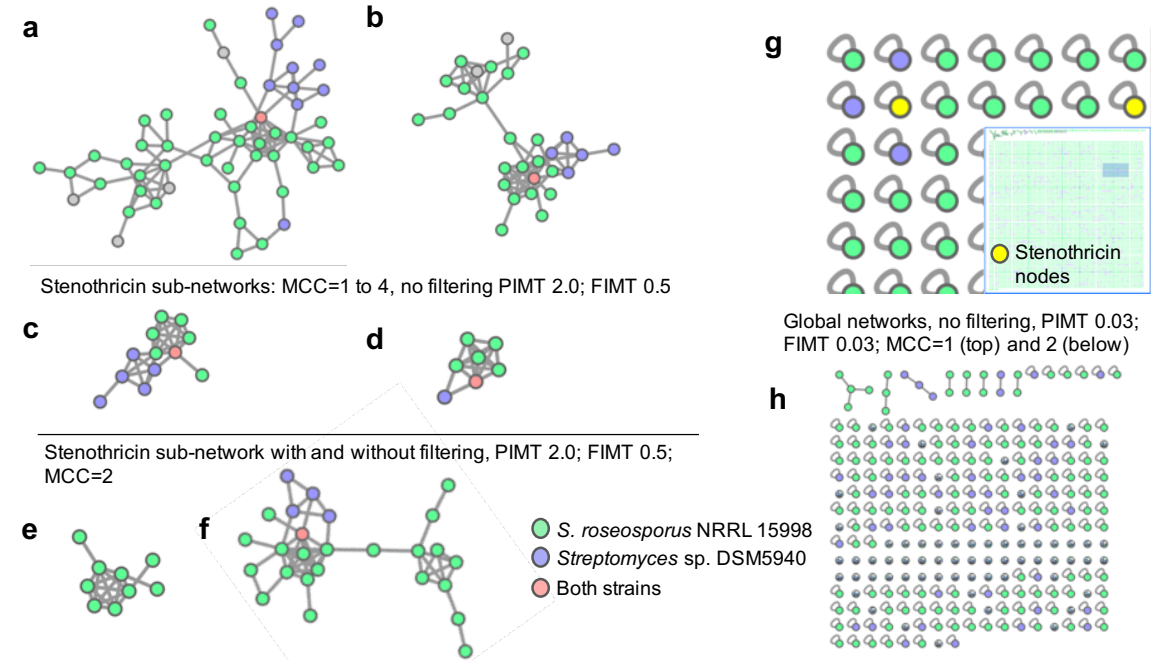 a
b
g
Stenothricin
nodes
Stenothricin sub-networks: MCC=1 to 4, no filtering PIMT 2.0; FIMT 0.5
c
d
Global networks, no filtering, PIMT 0.03;
FIMT 0.03; MCC=1 (top) and 2 (below)
h
Stenothricin sub-network with and without filtering, PIMT 2.0; FIMT 0.5;
MCC=2
e
f
S. roseosporus NRRL 15998
Streptomyces sp. DSM5940
Both strains